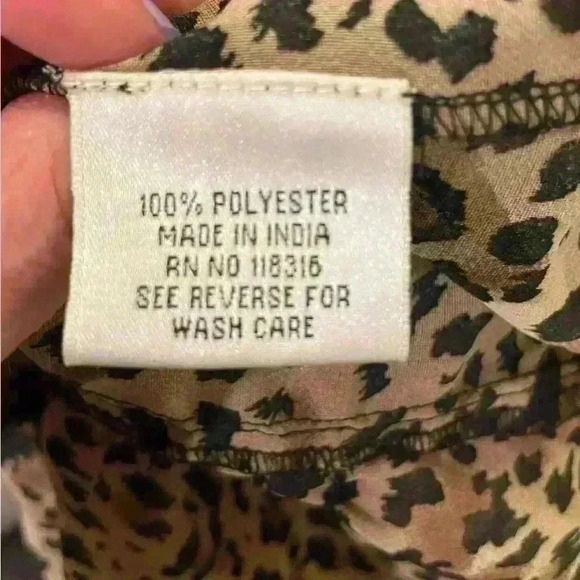 100% POLYESTER
MADE IN INDIA
RN NO 118316
SEE REVERSE FOR
WASH CARE